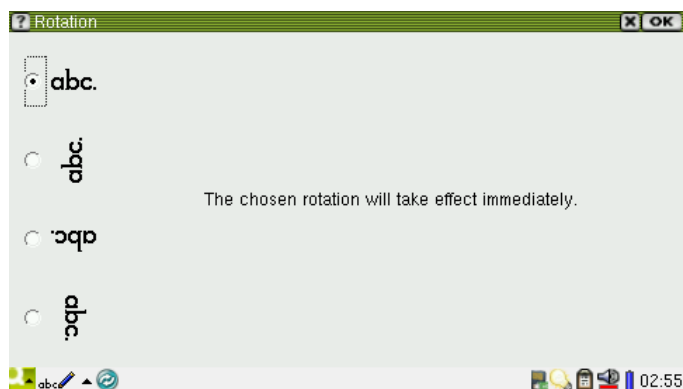 ? Rotation X OK
abc.
abc.
The chosen rotation will take effect immediately.
abc.
abc.
abc 02:55